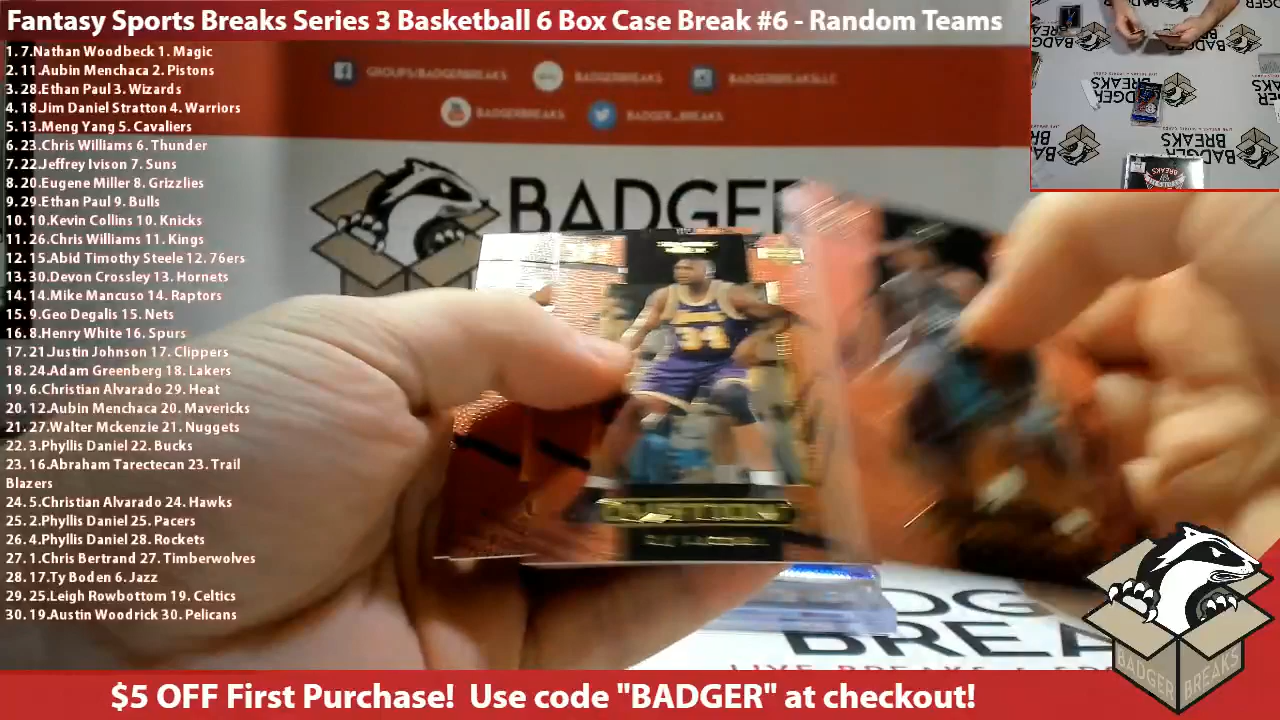 Fantasy Sports Breaks Series 3 Basketball 6 Box Case Break #6 - Random Teams
1. 7.Nathan Woodbeck 1. Magic
2. 11.Aubin Menchaca 2. Pistons
3. 28.Ethan Paul 3. Wizards
4. 18.Jim Daniel Stratton 4. Warriors
5. 13.Meng Yang 5. Cavaliers
6. 23.Chris Williams 6. Thunder
7. 22.Jeffrey Ivison 7. Suns
8. 20.Eugene Miller 8. Grizzlies
9. 29.Ethan Paul 9. Bulls
10. 10.Kevin Collins 10. Knicks
11. 26.Chris Williams 11. Kings
12. 15.Abid Timothy Steele 12. 76ers
13. 30.Devon Crossley 13. Hornets
14. 14.Mike Mancuso 14. Raptors
15. 9.Geo Degalis 15. Nets
16. 8.Henry White 16. Spurs
17. 21.Justin Johnson 17. Clippers
18. 24.Adam Greenberg 18. Lakers
19. 6.Christian Alvarado 29. Heat
20. 12.Aubin Menchaca 20. Mavericks
21. 27.Walter Mckenzie 21. Nuggets
22. 3.Phyllis Daniel 22. Bucks
23. 16.Abraham Tarectecan 23. Trail
Blazers
24. 5.Christian Alvarado 24. Hawks
25. 2.Phyllis Daniel 25. Pacers
26. 4.Phyllis Daniel 28. Rockets
27. 1.Chris Bertrand 27. Timberwolves
28. 17.Ty Boden 6. Jazz
29. 25.Leigh Rowbottom 19. Celtics
30. 19.Austin Woodrick 30. Pelicans
GROUPS/BADGERBREAKS BADGERBREAKS BADGERBREAKSLLC
BADGERBREAKS BADGER_BREAKS
BADGER
34
BREA
BADGER BREAKS
BADGER
BREAKS
$5 OFF First Purchase! Use code "BADGER" at checkout!